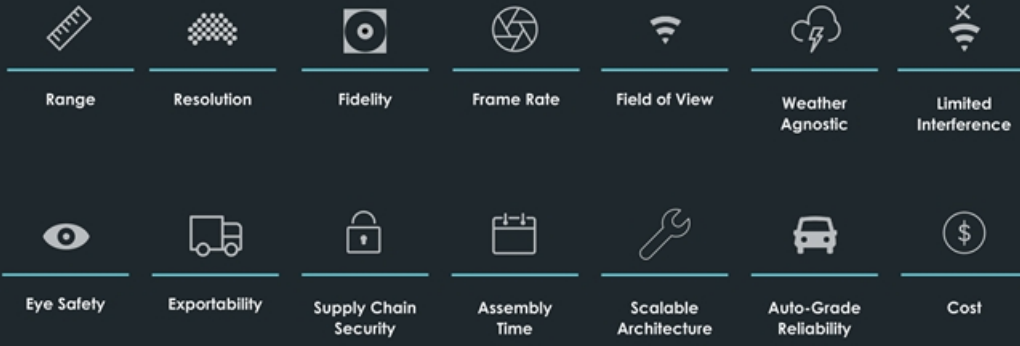 Range
Resolution
Fidelity
Frame Rate
Field of View
Weather
Agnostic
Limited
Interference
Eye Safety
Exportability
Supply Chain
Security
Assembly
Time
Scalable
Architecture
Auto-Grade
Reliability
Cost